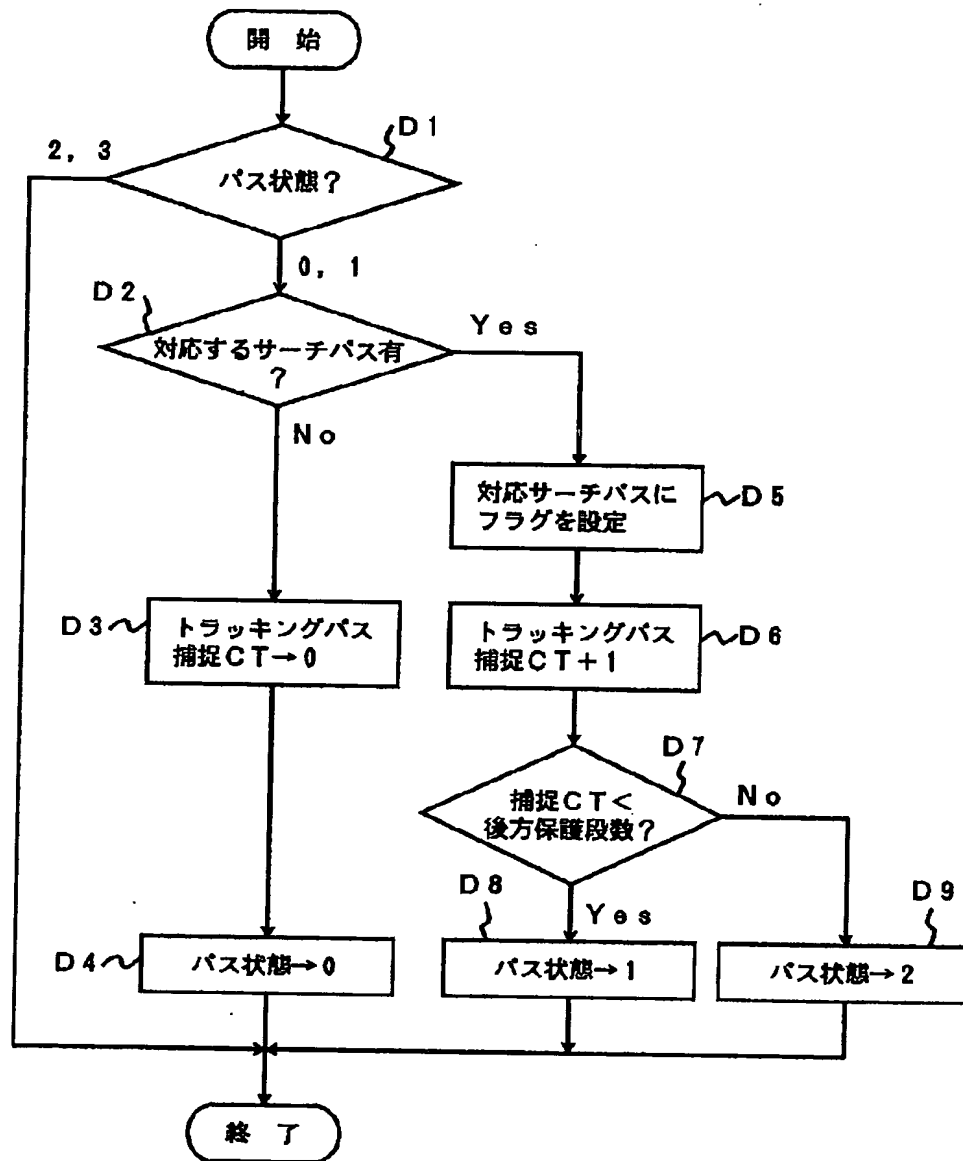 開 始
D1
2, 3
パス状態?
0, 1
D2
Yes
対応するサーチパス有
?
No
対応サーチパスに
フラグを設定
D5
D3
トラッキングパス
捕捉CT→0
トラッキングパス
捕捉CT+1
D6
D7
捕捉CT<
後方保護段数?
No
D8
Yes
D9
D4
パス状態→0
パス状態→1
パス状態→2
終 了